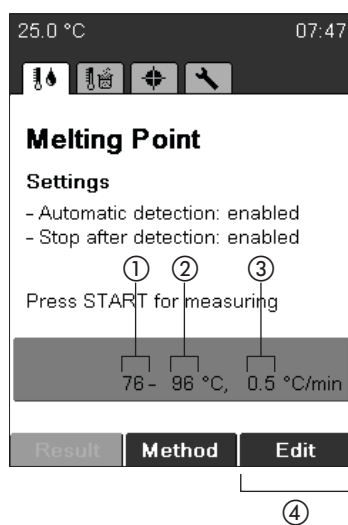 25.0 °C 07:47
Melting Point
Settings
- Automatic detection: enabled
- Stop after detection: enabled
① ② ③
Press START for measuring
76 - 96 °C, 0.5 °C/min
Result Method Edit
④